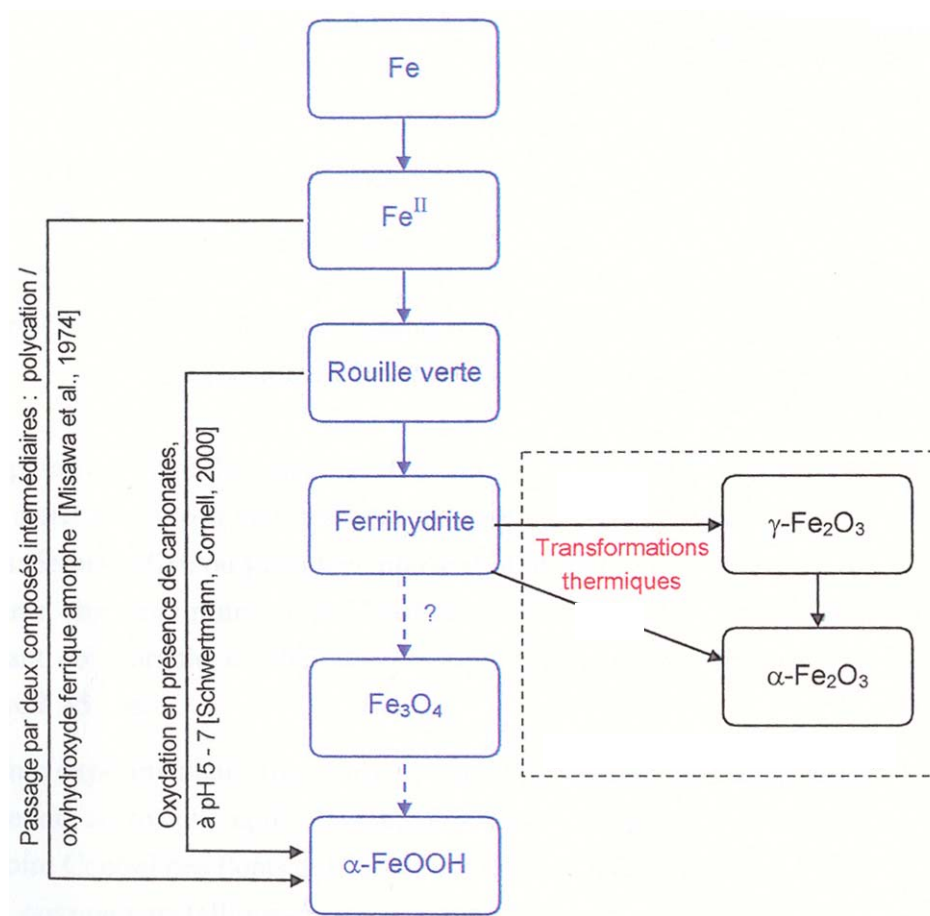 Fe
Fe^II
Rouille verte
Ferrihydrite
?
Fe₃O₄
α-FeOOH
Passage par deux composés intermédiaires : polycation /
oxyhydroxyde ferrique amorphe [Misawa et al., 1974]
Oxydation en présence de carbonates,
à pH 5 - 7 [Schwertmann, Cornell, 2000]
Transformations
thermiques
γ-Fe₂O₃
α-Fe₂O₃